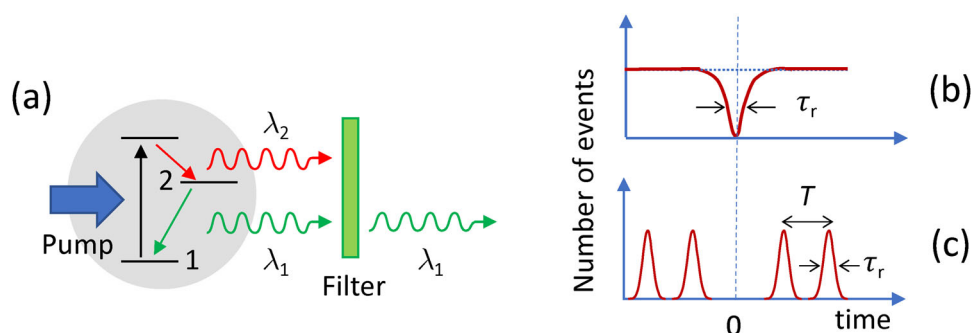 (a)
λ2
2
Pump
1
λ1
λ1
Filter
Number of events
τr
(b)
T
τr
(c)
0
time